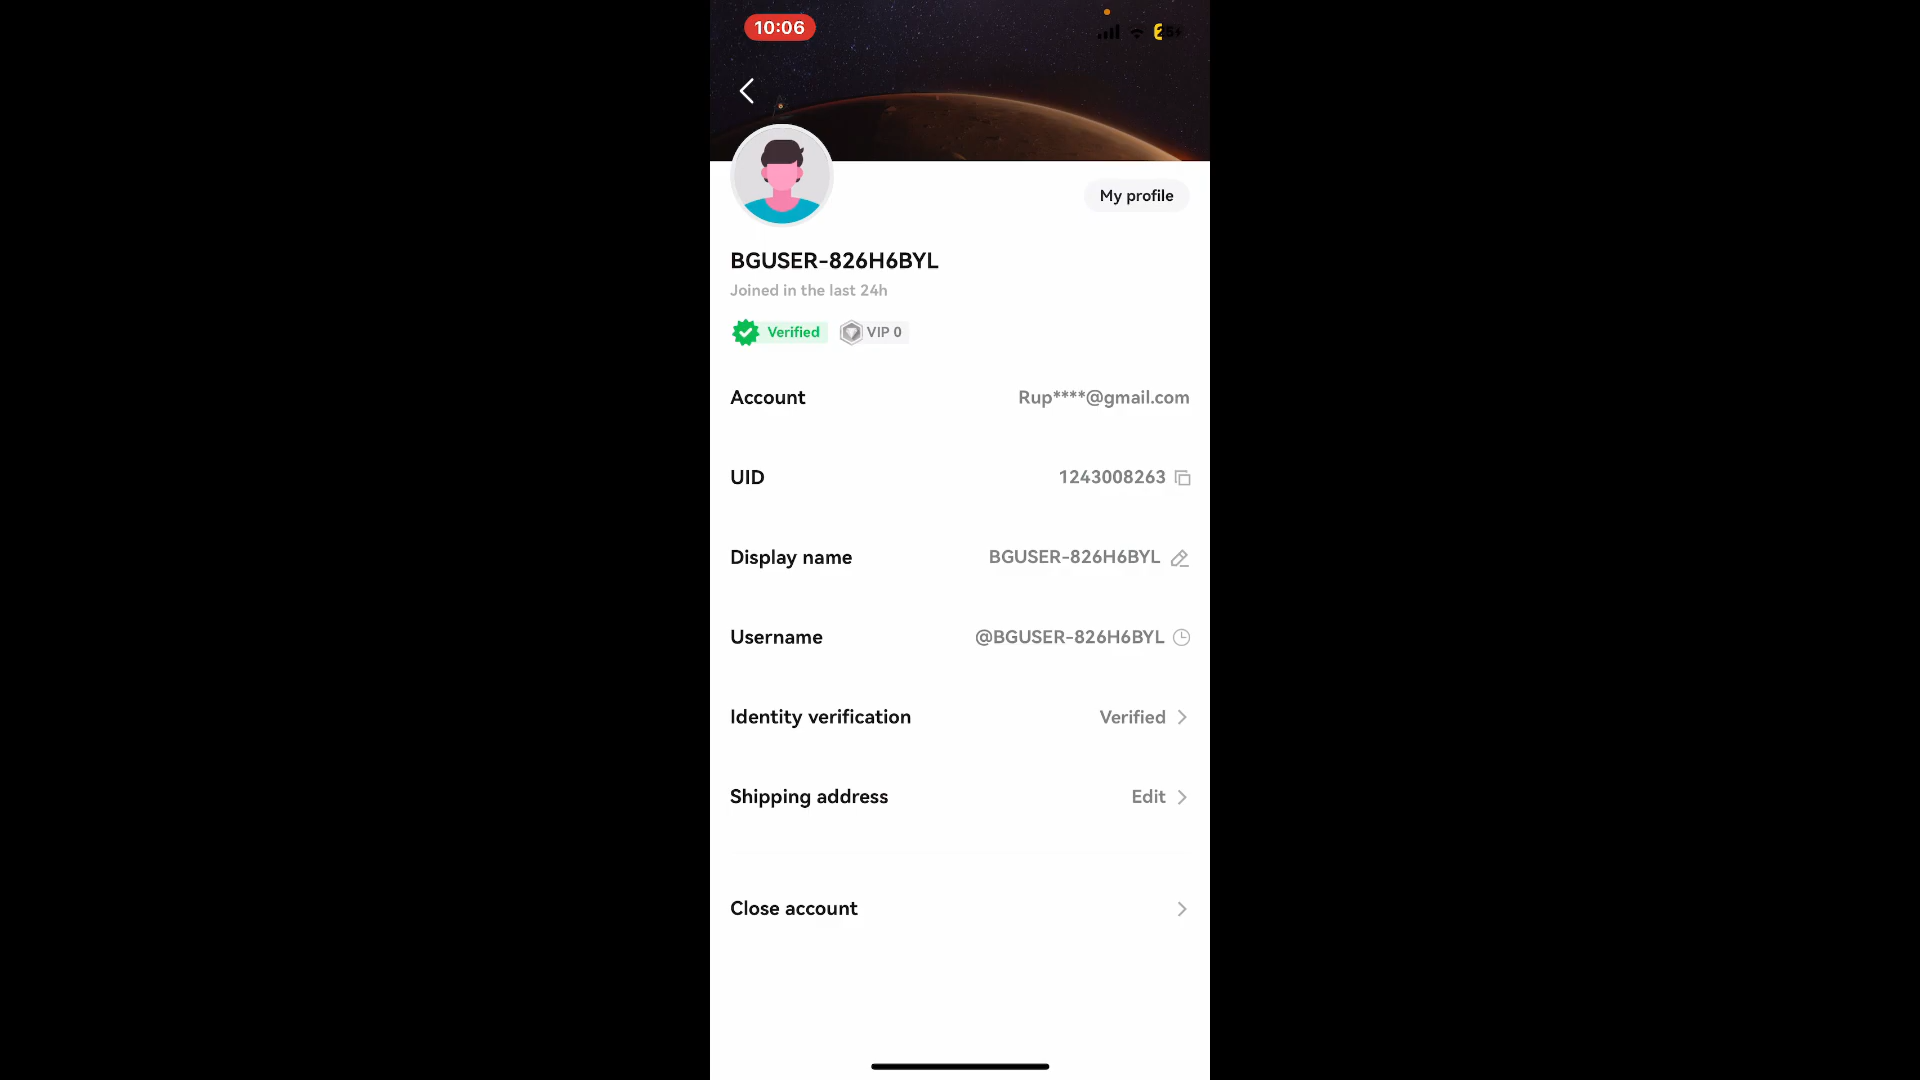 10:06
My profile
BGUSER-826H6BYL
Joined in the last 24h
Verified VIP 0
Account Rup****@gmail.com
UID 1243008263
Display name BGUSER-826H6BYL
Username @BGUSER-826H6BYL
Identity verification Verified
Shipping address Edit
Close account